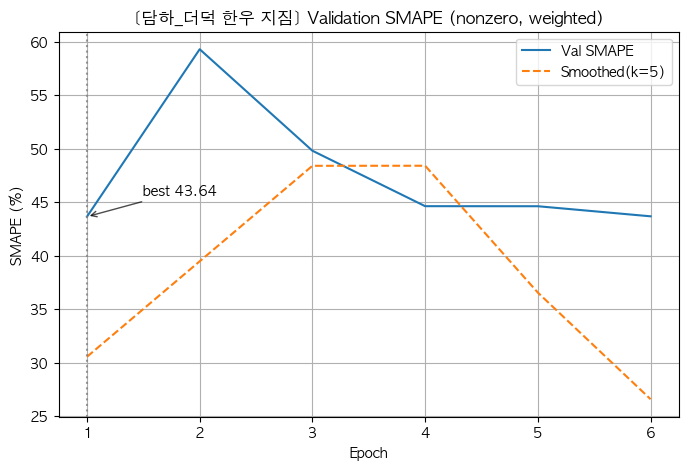 [담하_더덕 한우 지짐] Validation SMAPE (nonzero, weighted)
Val SMAPE
Smoothed(k=5)
best 43.64
SMAPE (%)
60
55
50
45
40
35
30
25
1 2 3 4 5 6
Epoch